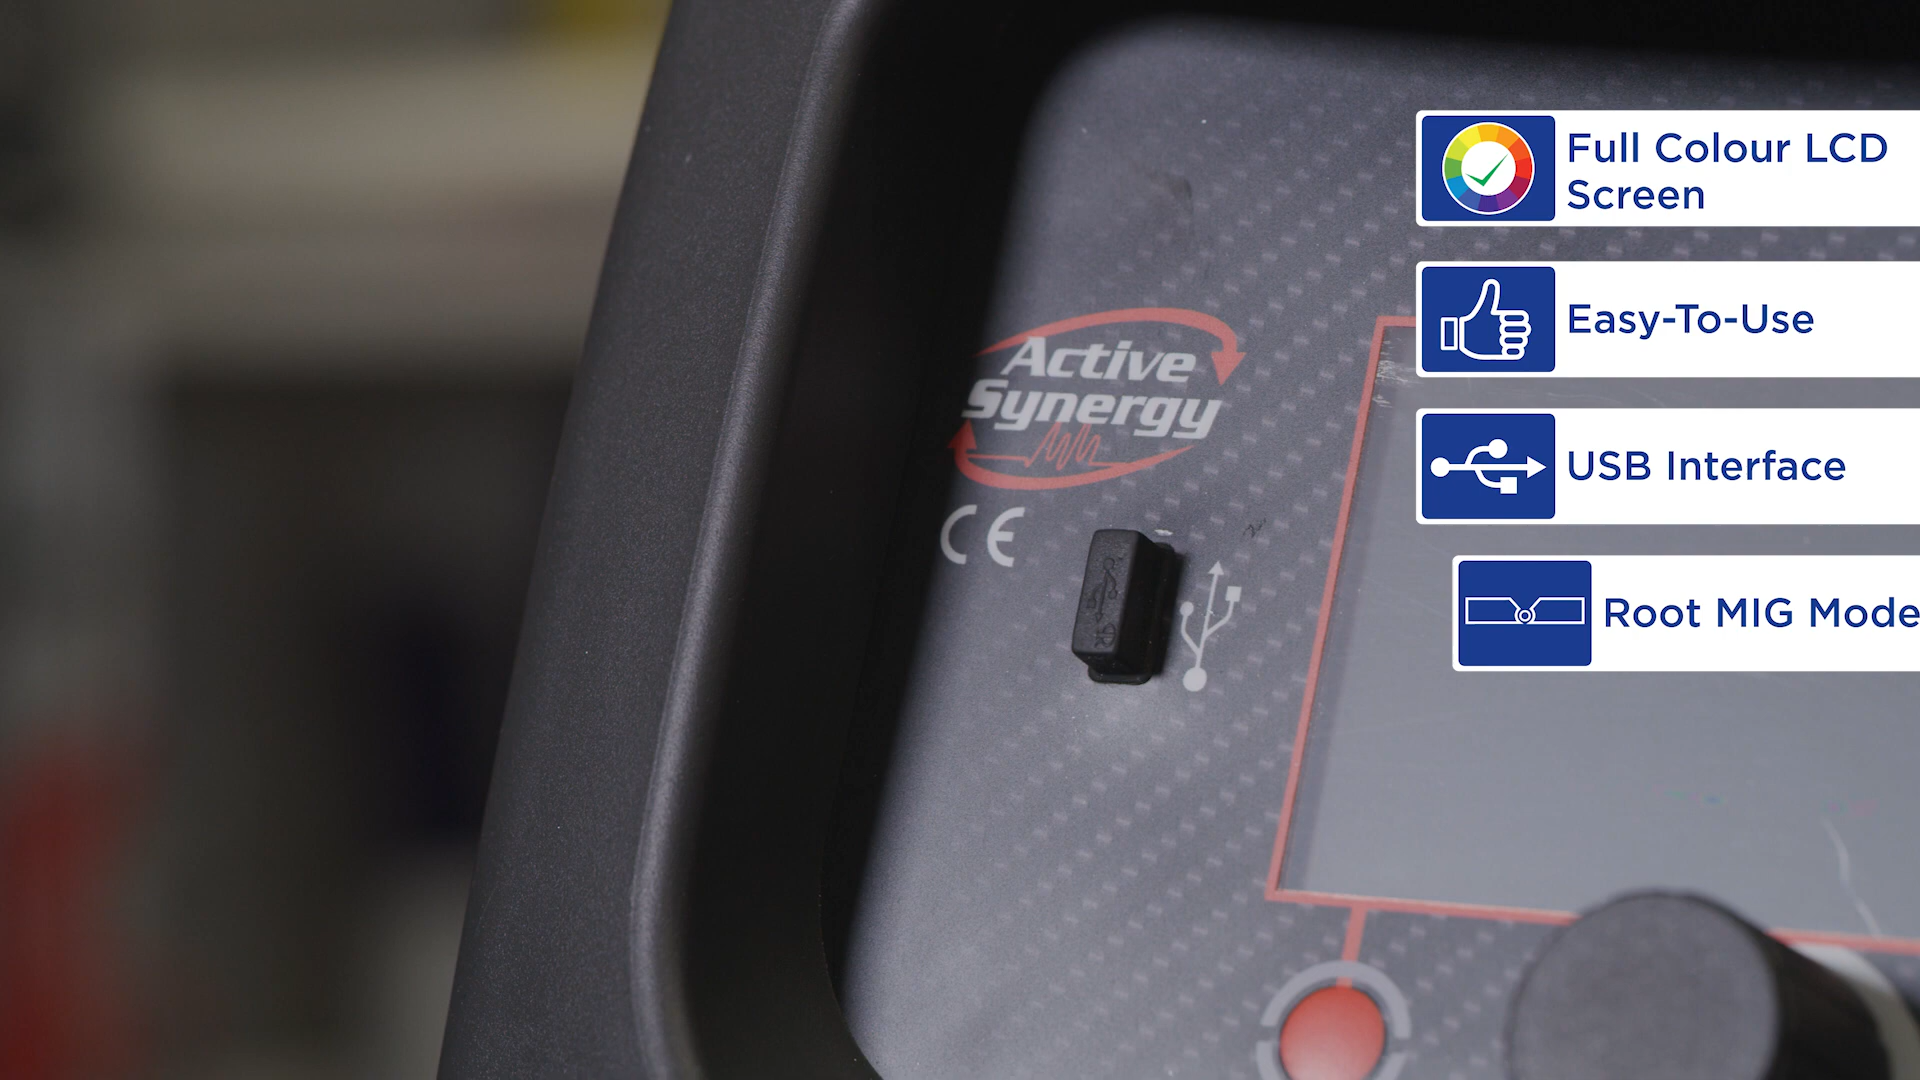 Full Colour LCD
Screen
Easy-To-Use
USB Interface
Root MIG Mode
Active
Synergy
CE